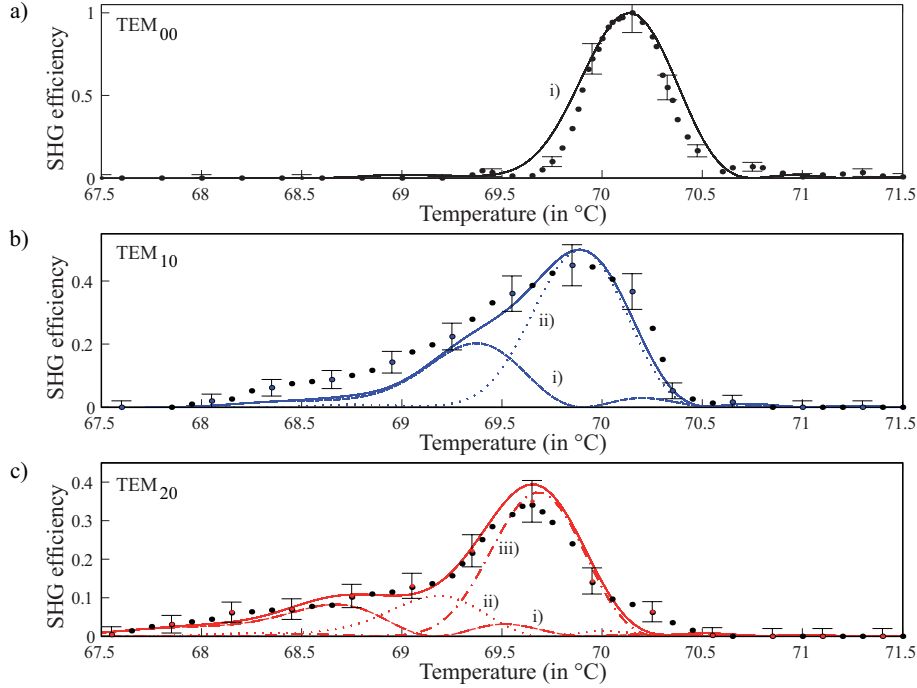 a)
TEM00
SHG efficiency
1
0.5
0
i)
67.5 68 68.5 69 69.5 70 70.5 71 71.5
Temperature (in °C)
b)
TEM10
SHG efficiency
0.4
0.2
0
ii)
i)
67.5 68 68.5 69 69.5 70 70.5 71 71.5
Temperature (in °C)
c)
TEM20
SHG efficiency
0.4
0.3
0.2
0.1
0
iii)
ii)
i)
67.5 68 68.5 69 69.5 70 70.5 71 71.5
Temperature (in °C)